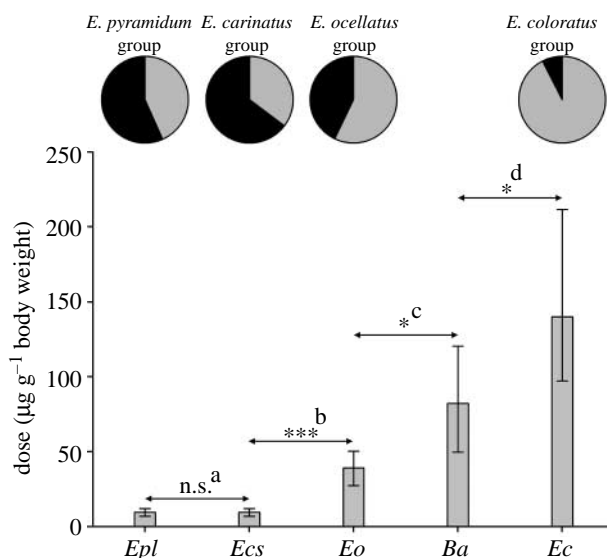 E. pyramidum E. carinatus E. ocellatus E. coloratus
group group group group
250
200
150
100
50
0
dose (µg g⁻¹ body weight)
n.s.a
***b
*c
*d
Epl Ecs Eo Ba Ec